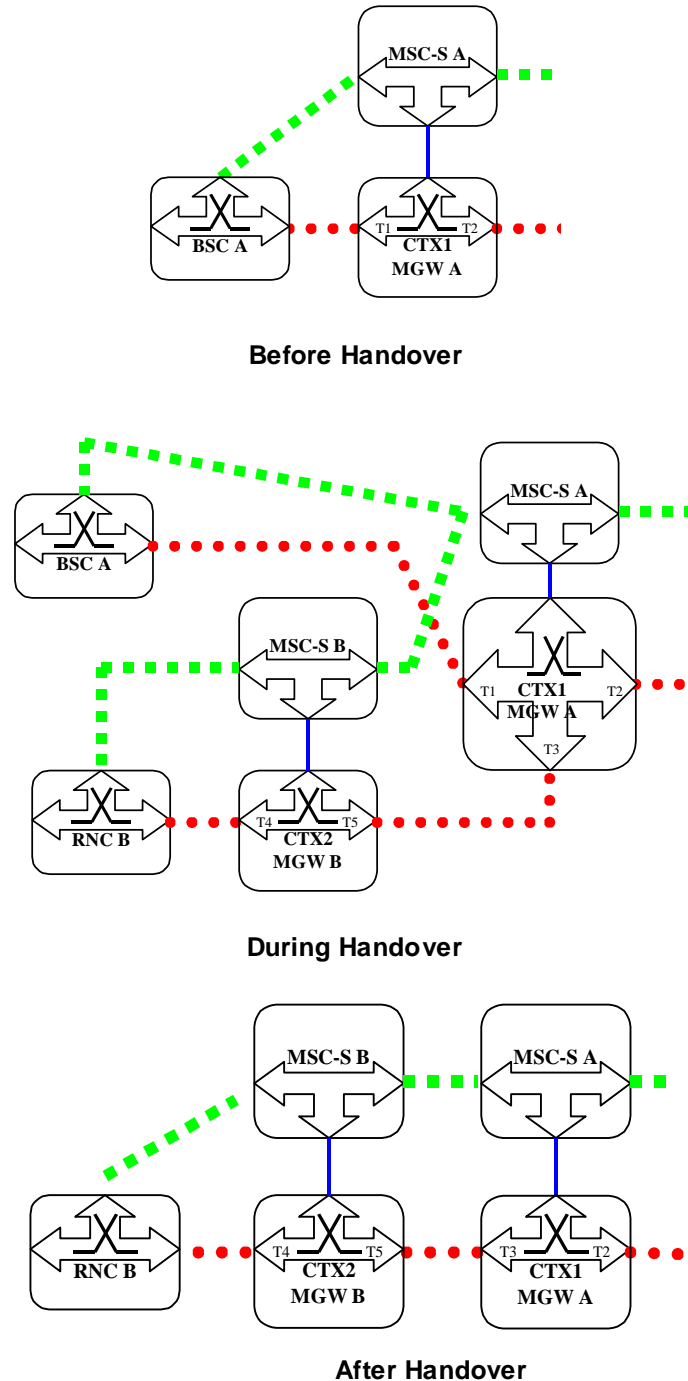 MSC-S A
T1
T2
BSC A
CTX1
MGW A
Before Handover
MSC-S A
BSC A
MSC-S B
T1
CTX1
T2
MGW A
T3
T4
T5
RNC B
CTX2
MGW B
During Handover
MSC-S B
MSC-S A
T4
T5
T3
T2
RNC B
CTX2
CTX1
MGW B
MGW A
After Handover